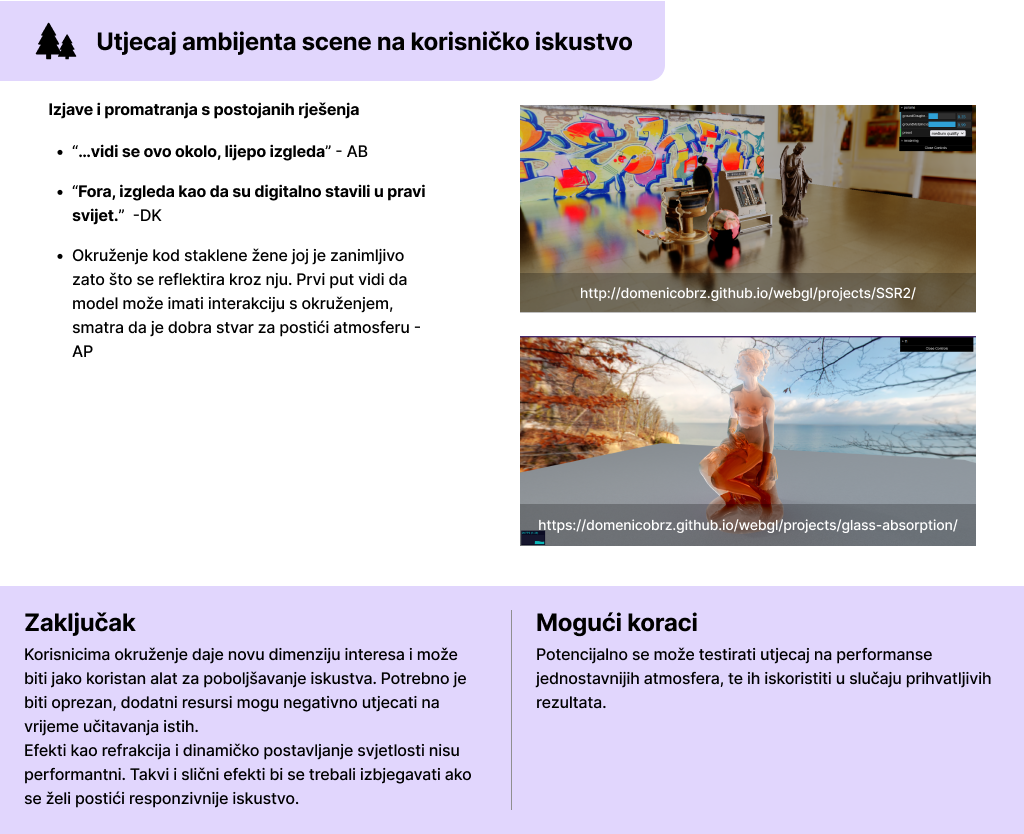 Utjecaj ambijenta scene na korisničko iskustvo
Izjave i promatranja s postojanih rješenja
• “...vidi se ovo okolo, lijepo izgleda” - AB
• “Fora, izgleda kao da su digitalno stavili u pravi
svijet.” -DK
• Okruženje kod staklene žene joj je zanimljivo
zato što se reflektira kroz nju. Prvi put vidi da
model može imati interakciju s okruženjem,
smatra da je dobra stvar za postići atmosferu -
AP
medium quality
Close Controls
http://domenicobrz.github.io/webgl/projects/SSR2/
Close Controls
https://domenicobrz.github.io/webgl/projects/glass-absorption/
Zaključak
Korisnicima okruženje daje novu dimenziju interesa i može
biti jako koristan alat za poboljšavanje iskustva. Potrebno je
biti oprezan, dodatni resursi mogu negativno utjecati na
vrijeme učitavanja istih.
Efekti kao refrakcija i dinamičko postavljanje svjetlosti nisu
performantni. Takvi i slični efekti bi se trebali izbjegavati ako
se želi postići responzivnije iskustvo.
Mogući koraci
Potencijalno se može testirati utjecaj na performanse
jednostavnijih atmosfera, te ih iskoristiti u slučaju prihvatljivih
rezultata.